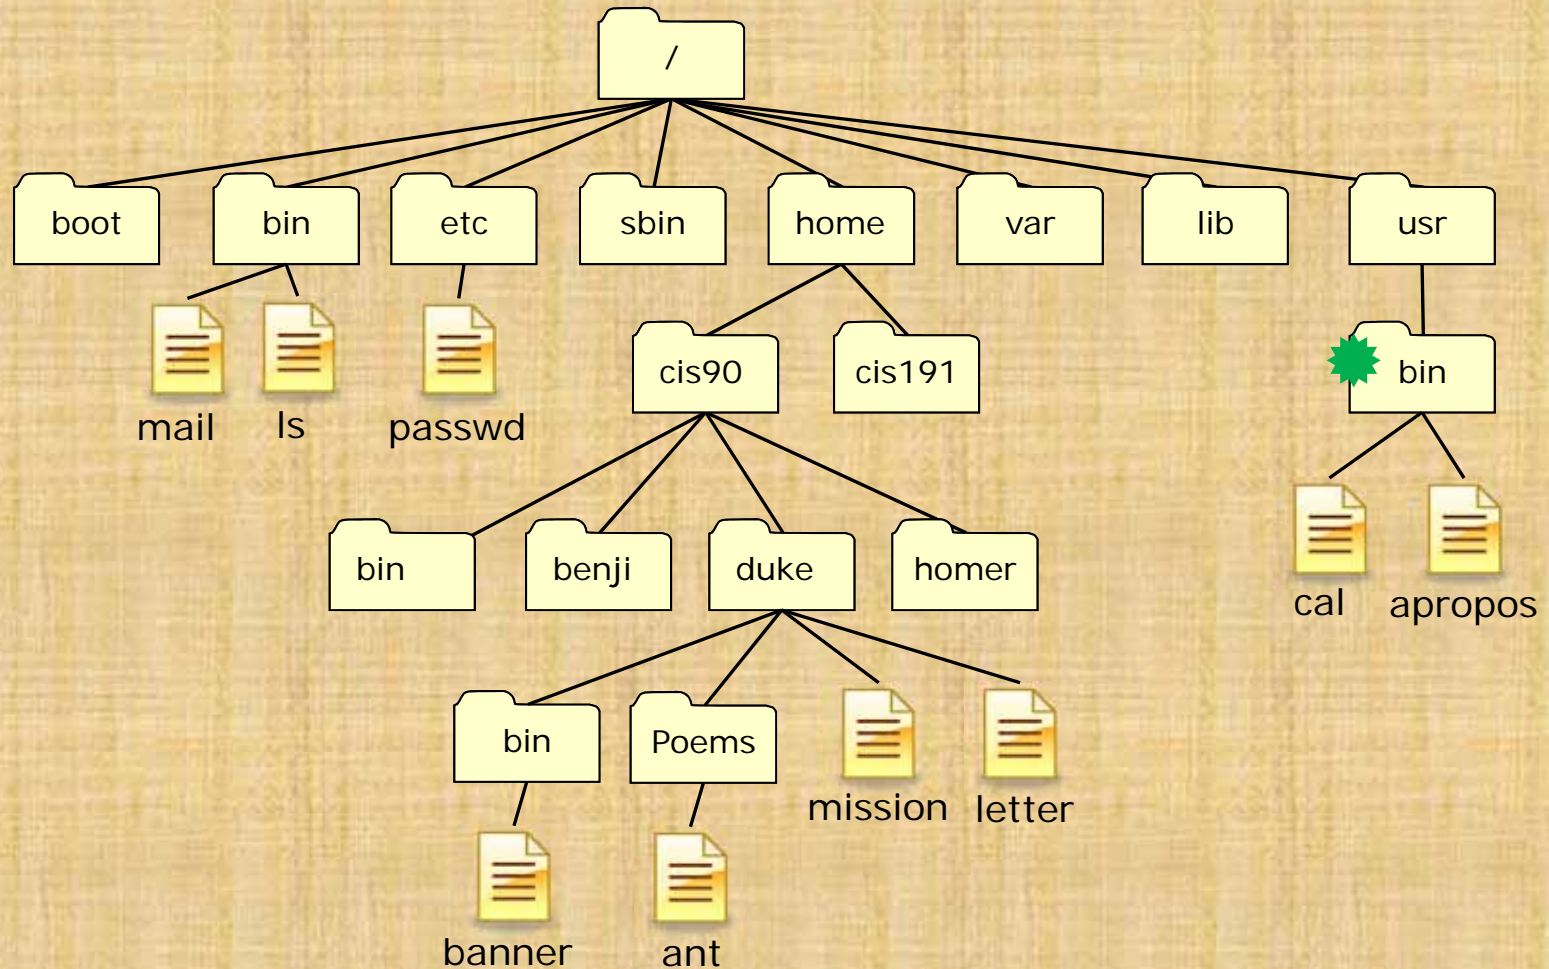 /
boot bin etc sbin home var lib usr
cis90 cis191 bin
mail ls passwd
bin benji duke homer
cal apropos
bin Poems
mission letter
banner ant